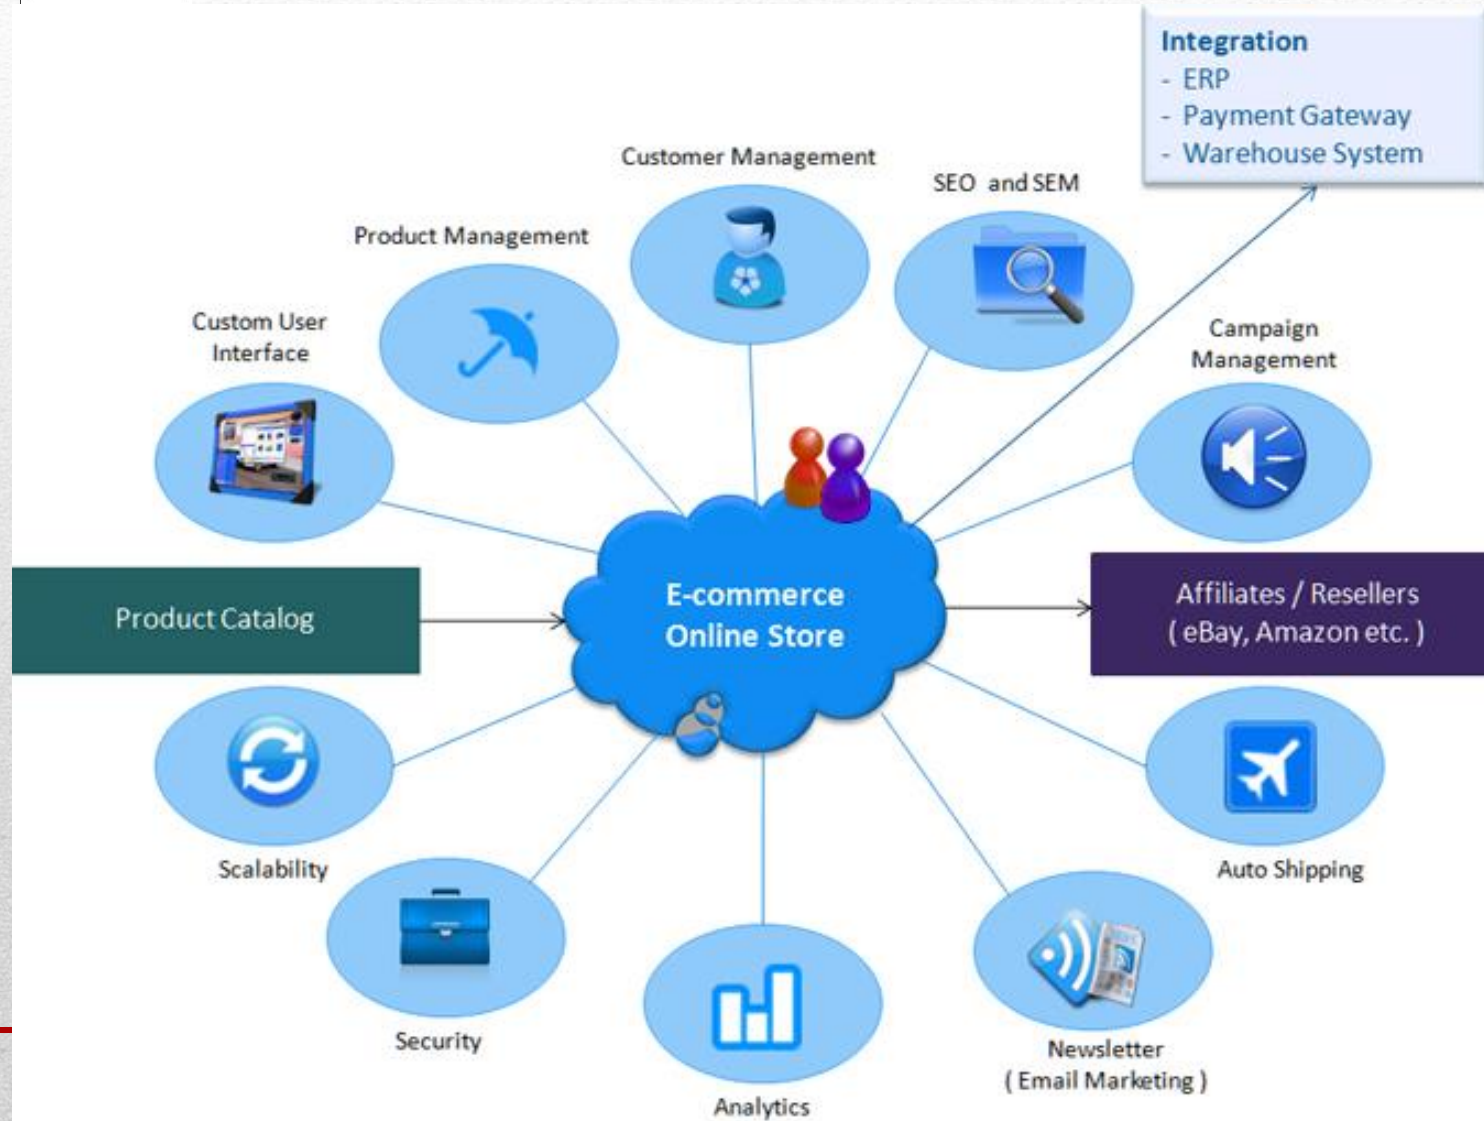 Integration
- ERP
- Payment Gateway
- Warehouse System
Customer Management
SEO and SEM
Product Management
Custom User
Interface
Campaign
Management
E-commerce
Online Store
Product Catalog
Affiliates / Resellers
( eBay, Amazon etc. )
Scalability
Auto Shipping
Security
Newsletter
( Email Marketing )
Analytics